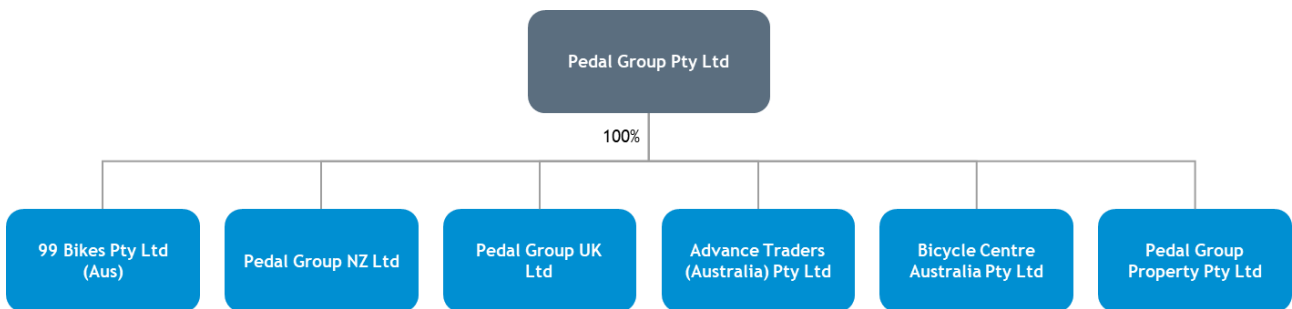 Pedal Group Pty Ltd
100%
99 Bikes Pty Ltd
(Aus)
Pedal Group NZ Ltd
Pedal Group UK
Ltd
Advance Traders
(Australia) Pty Ltd
Bicycle Centre
Australia Pty Ltd
Pedal Group
Property Pty Ltd